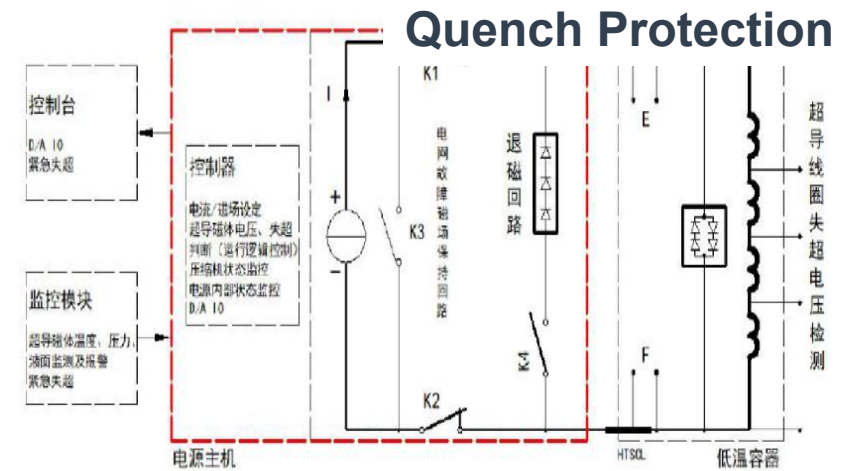 Quench Protection
控制台
D/A IO
紧急失超
监控模块
超导磁体温度、压力、
液面监测及报警
紧急失超
控制器
电流/磁场设定
超导磁体电压、失超
判断（运行逻辑控制）
压缩机状态监控
电源内部状态监控
D/A IO
I
+
−
K1
K3
电网故障磁场保持回路
退磁回路
K4
K2
E
F
HTSCL
超导线圈失超电压检测
电源主机
低温容器